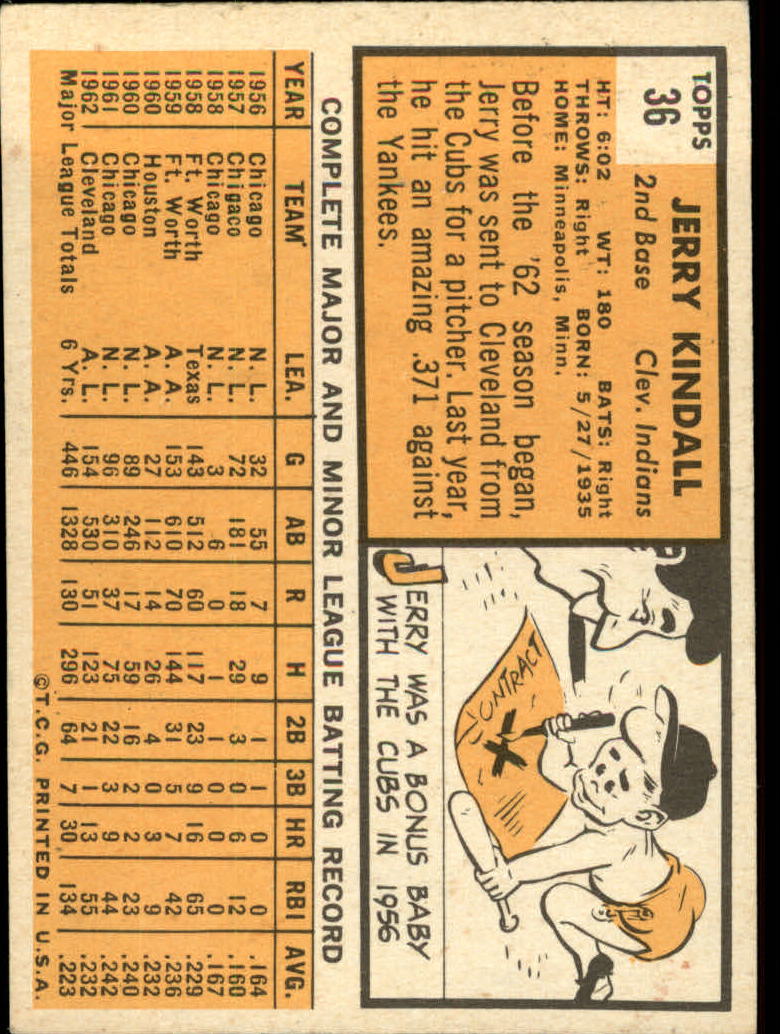 TOPPS
36
JERRY KINDALL
2nd Base Clev. Indians
HT: 6:02 WT: 180 BATS: Right
THROWS: Right BORN: 5/27/1935
HOME: Minneapolis, Minn.
Before the '62 season began,
Jerry was sent to Cleveland from
the Cubs for a pitcher. Last year,
he hit an amazing .371 against
the Yankees.
CONTRACT
X
JERRY WAS A BONUS BABY
WITH THE CUBS IN 1956
COMPLETE MAJOR AND MINOR LEAGUE BATTING RECORD
YEAR TEAM LEA. G AB R H 2B 3B HR RBI AVG.
1956 Chicago N. L. 32 55 7 9 1 1 0 0 .164
1957 Chigaco N. L. 72 181 18 29 3 0 6 12 .160
1958 Chicago N. L. 3 6 0 1 1 0 0 0 .167
1958 Ft. Worth Texas 143 512 60 117 23 9 16 65 .229
1959 Ft. Worth A. A. 153 610 70 144 31 5 7 42 .236
1960 Houston A. A. 27 112 14 26 4 0 3 9 .232
1960 Chicago N. L. 89 246 17 59 16 2 2 23 .240
1961 Chicago N. L. 96 310 37 75 22 3 9 44 .242
1962 Cleveland A. L. 154 530 51 123 21 1 13 55 .232
Major League Totals 6 Yrs. 446 1328 130 296 64 7 30 134 .223
©T.C.G. PRINTED IN U.S.A.